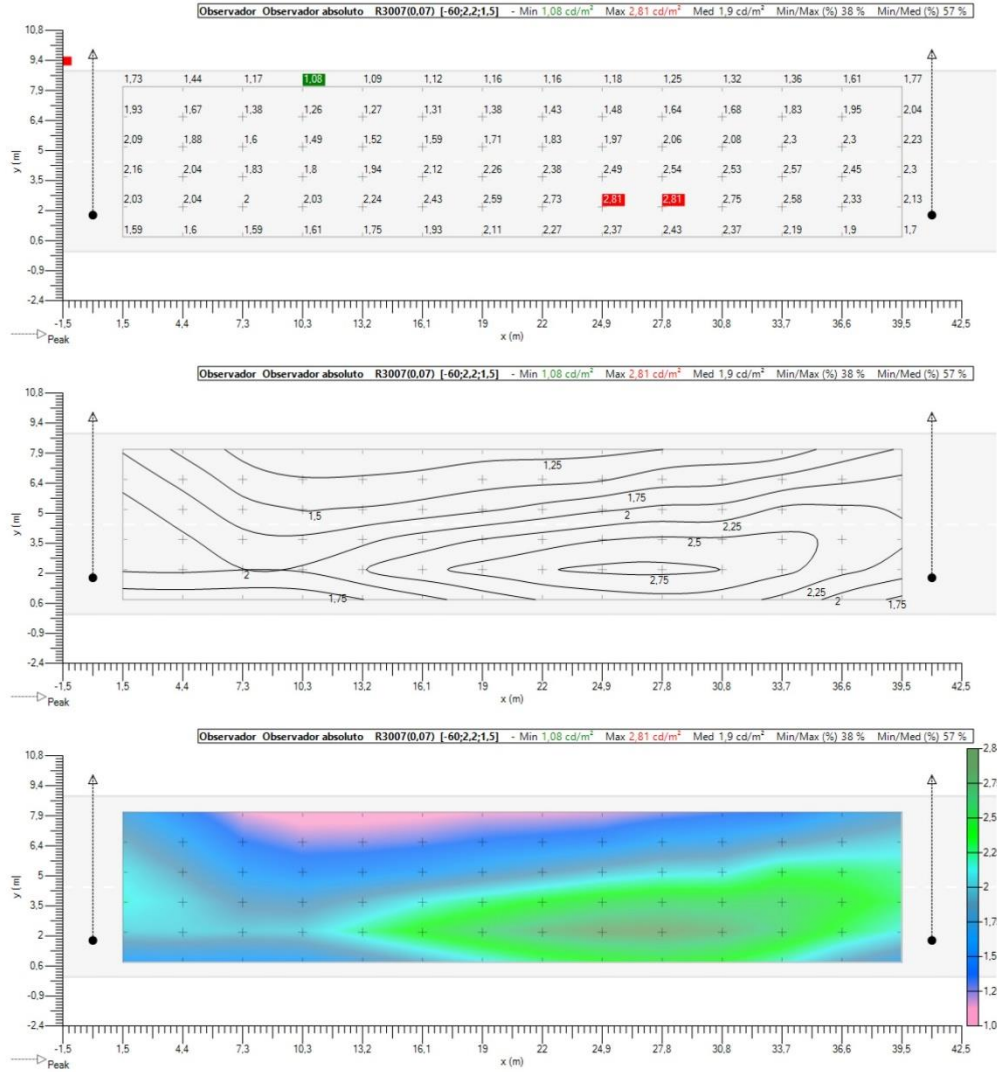 Observador Observador absoluto R3007(0,07) [-60;2,2;1,5] - Min 1,08 cd/m² Max 2,81 cd/m² Med 1,9 cd/m² Min/Max (%) 38 % Min/Med (%) 57 %
10.8
9.4
1,73 1,44 1,17 1,08 1,09 1,12 1,16 1,16 1,18 1,25 1,32 1,36 1,61 1,77
7.9
1,93 1,67 1,38 1,26 1,27 1,31 1,38 1,43 1,48 1,64 1,68 1,83 1,95 2,04
6.4
2,09 1,88 1,6 1,49 1,52 1,59 1,71 1,83 1,97 2,06 2,08 2,3 2,3 2,23
5
y (m)
2,16 2,04 1,83 1,8 1,94 2,12 2,26 2,38 2,49 2,54 2,53 2,57 2,45 2,3
3,5
2,03 2,04 2 2,03 2,24 2,43 2,59 2,73 2,81 2,81 2,75 2,58 2,33 2,13
2
1,59 1,6 1,59 1,61 1,75 1,93 2,11 2,27 2,37 2,43 2,37 2,19 1,9 1,7
0.6
-0.9
-2.4
-1,5 1,5 4,4 7,3 10,3 13,2 16,1 19 22 24,9 27,8 30,8 33,7 36,6 39,5 42,5
Peak x (m)
Observador Observador absoluto R3007(0,07) [-60;2,2;1,5] - Min 1,08 cd/m² Max 2,81 cd/m² Med 1,9 cd/m² Min/Max (%) 38 % Min/Med (%) 57 %
10.8
9.4
7.9
1,25
6.4
1,75
1,5 2
5
2,25
y (m)
3,5 2,5
2 2 2,75
2,25
1,75 2 1,75
0.6
-0.9
-2.4
-1,5 1,5 4,4 7,3 10,3 13,2 16,1 19 22 24,9 27,8 30,8 33,7 36,6 39,5 42,5
Peak x (m)
Observador Observador absoluto R3007(0,07) [-60;2,2;1,5] - Min 1,08 cd/m² Max 2,81 cd/m² Med 1,9 cd/m² Min/Max (%) 38 % Min/Med (%) 57 %
10.8
9.4
7.9
6.4
5
y (m)
3,5
2
0.6
-0.9
-2.4
-1,5 1,5 4,4 7,3 10,3 13,2 16,1 19 22 24,9 27,8 30,8 33,7 36,6 39,5 42,5
Peak x (m)